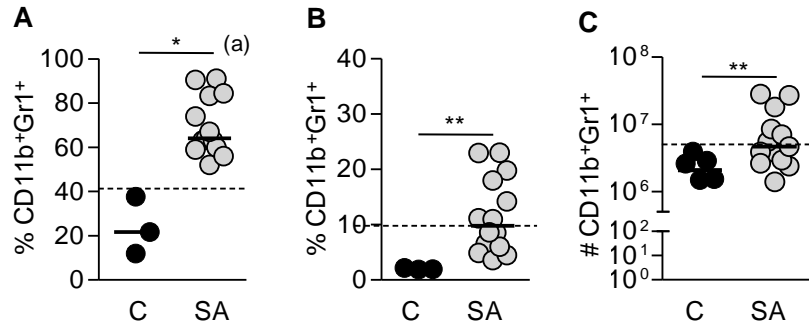 A
% CD11b⁺Gr1⁺
100
80
60
40
20
0
*
(a)
C
SA
B
% CD11b⁺Gr1⁺
40
30
20
10
0
**
C
SA
C
# CD11b⁺Gr1⁺
10⁸
10⁷
10⁶
10²
10¹
10⁰
**
C
SA